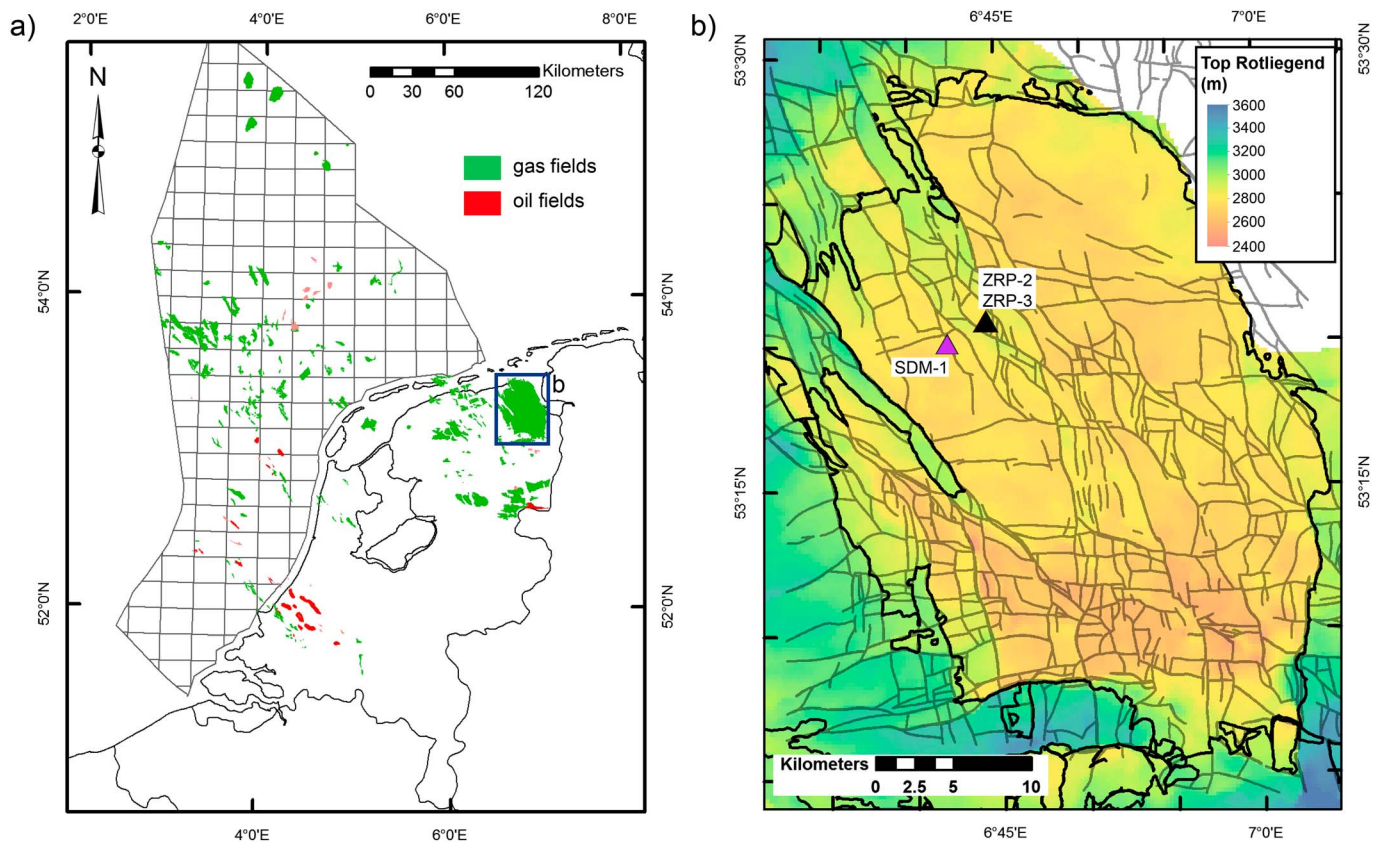 a)
2°0'E
4°0'E
6°0'E
8°0'E
N
Kilometers
0 30 60 120
gas fields
oil fields
54°0'N
54°0'N
b
52°0'N
52°0'N
4°0'E
6°0'E
b)
6°45'E
7°0'E
53°30'N
53°30'N
Top Rotliegend
(m)
3600
3400
3200
3000
2800
2600
2400
ZRP-2
ZRP-3
SDM-1
53°15'N
53°15'N
Kilometers
0 2.5 5 10
6°45'E
7°0'E